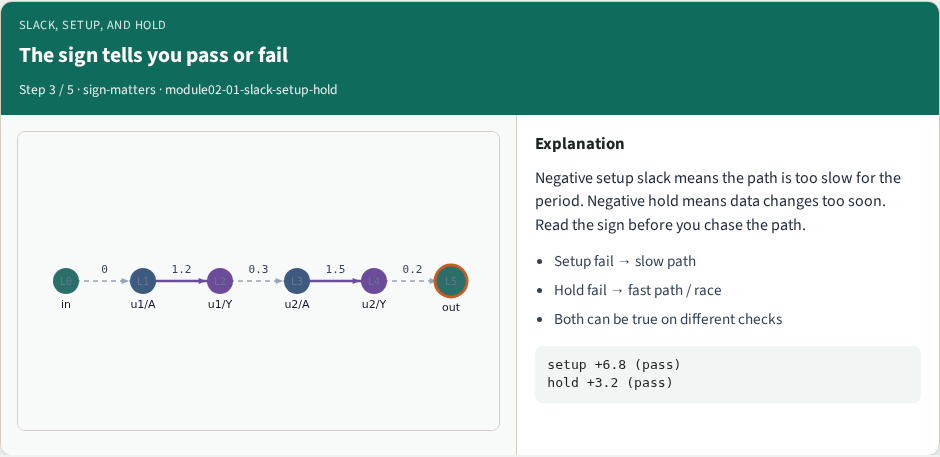 SLACK, SETUP, AND HOLD
The sign tells you pass or fail
Step 3 / 5 · sign-matters · module02-01-slack-setup-hold
0
1.2
0.3
1.5
0.2
L0
L1
L2
L3
L4
L5
in
u1/A
u1/Y
u2/A
u2/Y
out
Explanation
Negative setup slack means the path is too slow for the
period. Negative hold means data changes too soon.
Read the sign before you chase the path.
• Setup fail → slow path
• Hold fail → fast path / race
• Both can be true on different checks
setup +6.8 (pass)
hold +3.2 (pass)